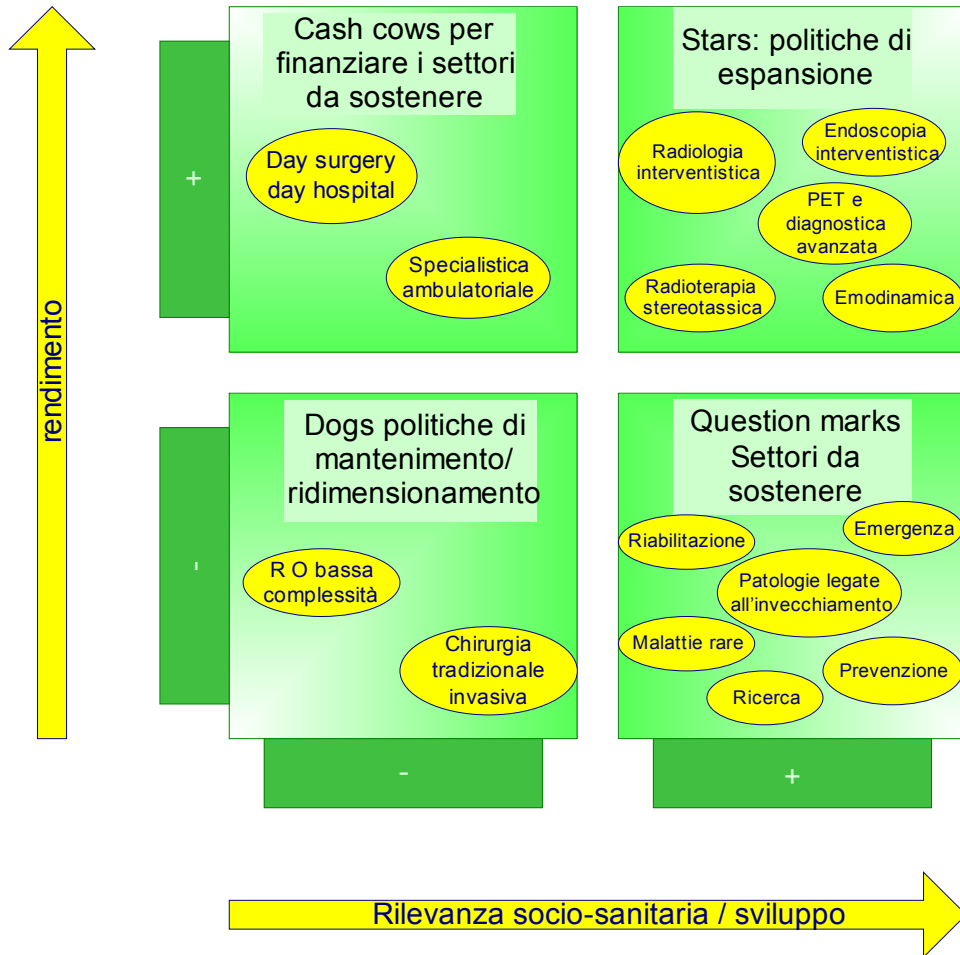 Cash cows per
finanziare i settori
da sostenere
Day surgery
day hospital
Specialistica
ambulatoriale
Stars: politiche di
espansione
Radiologia
interventistica
Endoscopia
interventistica
PET e
diagnostica
avanzata
Radioterapia
stereotassica
Emodinamica
+
rendimento
Dogs politiche di
mantenimento/
ridimensionamento
R O bassa
complessità
Chirurgia
tradizionale
invasiva
Question marks
Settori da
sostenere
Riabilitazione
Emergenza
Patologie legate
all'invecchiamento
Malattie rare
Prevenzione
Ricerca
-
-
+
Rilevanza socio-sanitaria / sviluppo